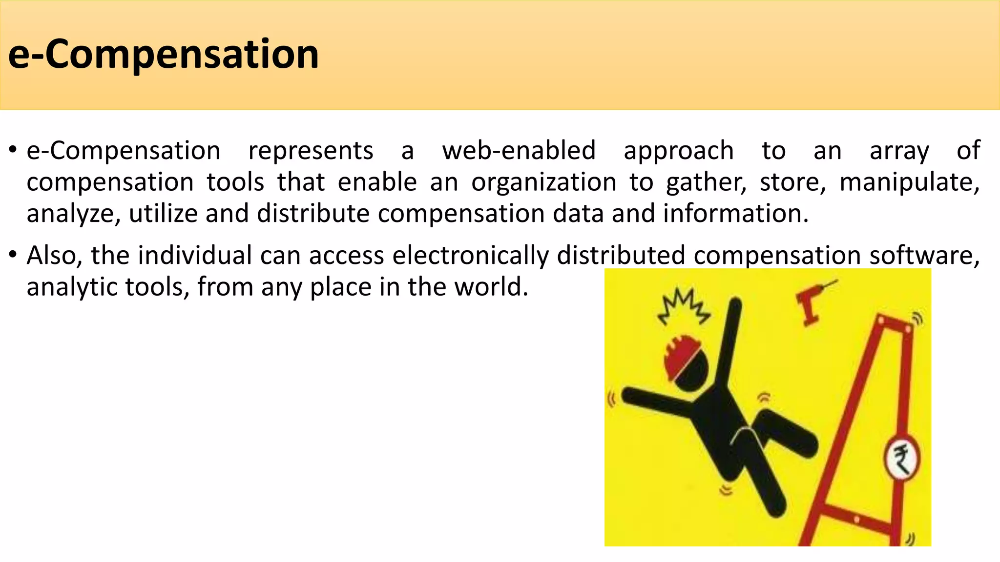 e-Compensation
• e-Compensation represents a web-enabled approach to an array of
compensation tools that enable an organization to gather, store, manipulate,
analyze, utilize and distribute compensation data and information.
• Also, the individual can access electronically distributed compensation software,
analytic tools, from any place in the world.
₹